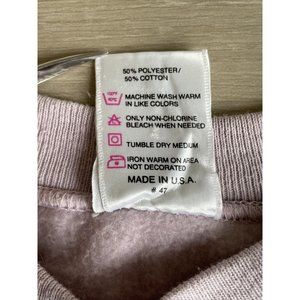 50% POLYESTER/
50% COTTON
MACHINE WASH WARM
IN LIKE COLORS
ONLY NON-CHLORINE
BLEACH WHEN NEEDED
TUMBLE DRY MEDIUM
IRON WARM ON AREA
NOT DECORATED
MADE IN U.S.A.
# 47